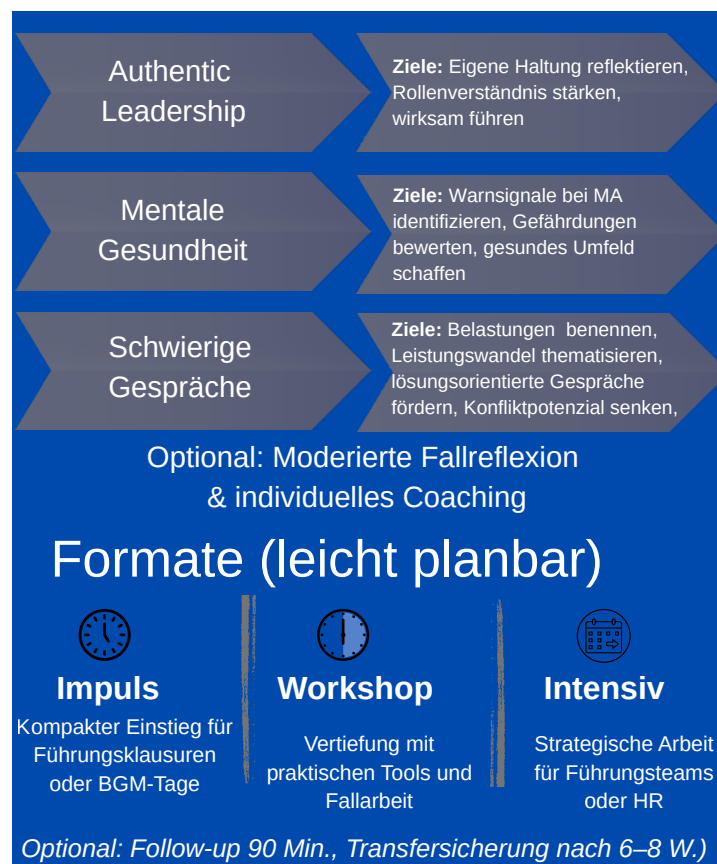 Authentic
Leadership
Ziele: Eigene Haltung reflektieren,
Rollenverständnis stärken,
wirksam führen
Mentale
Gesundheit
Ziele: Warnsignale bei MA
identifizieren, Gefährdungen
bewerten, gesundes Umfeld
schaffen
Schwierige
Gespräche
Ziele: Belastungen  benennen,
Leistungswandel thematisieren,
lösungsorientierte Gespräche
fördern, Konfliktpotenzial senken,
Optional: Moderierte Fallreflexion
& individuelles Coaching
Formate (leicht planbar)
Impuls
Kompakter Einstieg für
Führungsklausuren
oder BGM-Tage
Workshop
Vertiefung mit
praktischen Tools und
Fallarbeit
Intensiv
Strategische Arbeit
für Führungsteams
oder HR
Optional: Follow-up 90 Min., Transfersicherung nach 6–8 W.)